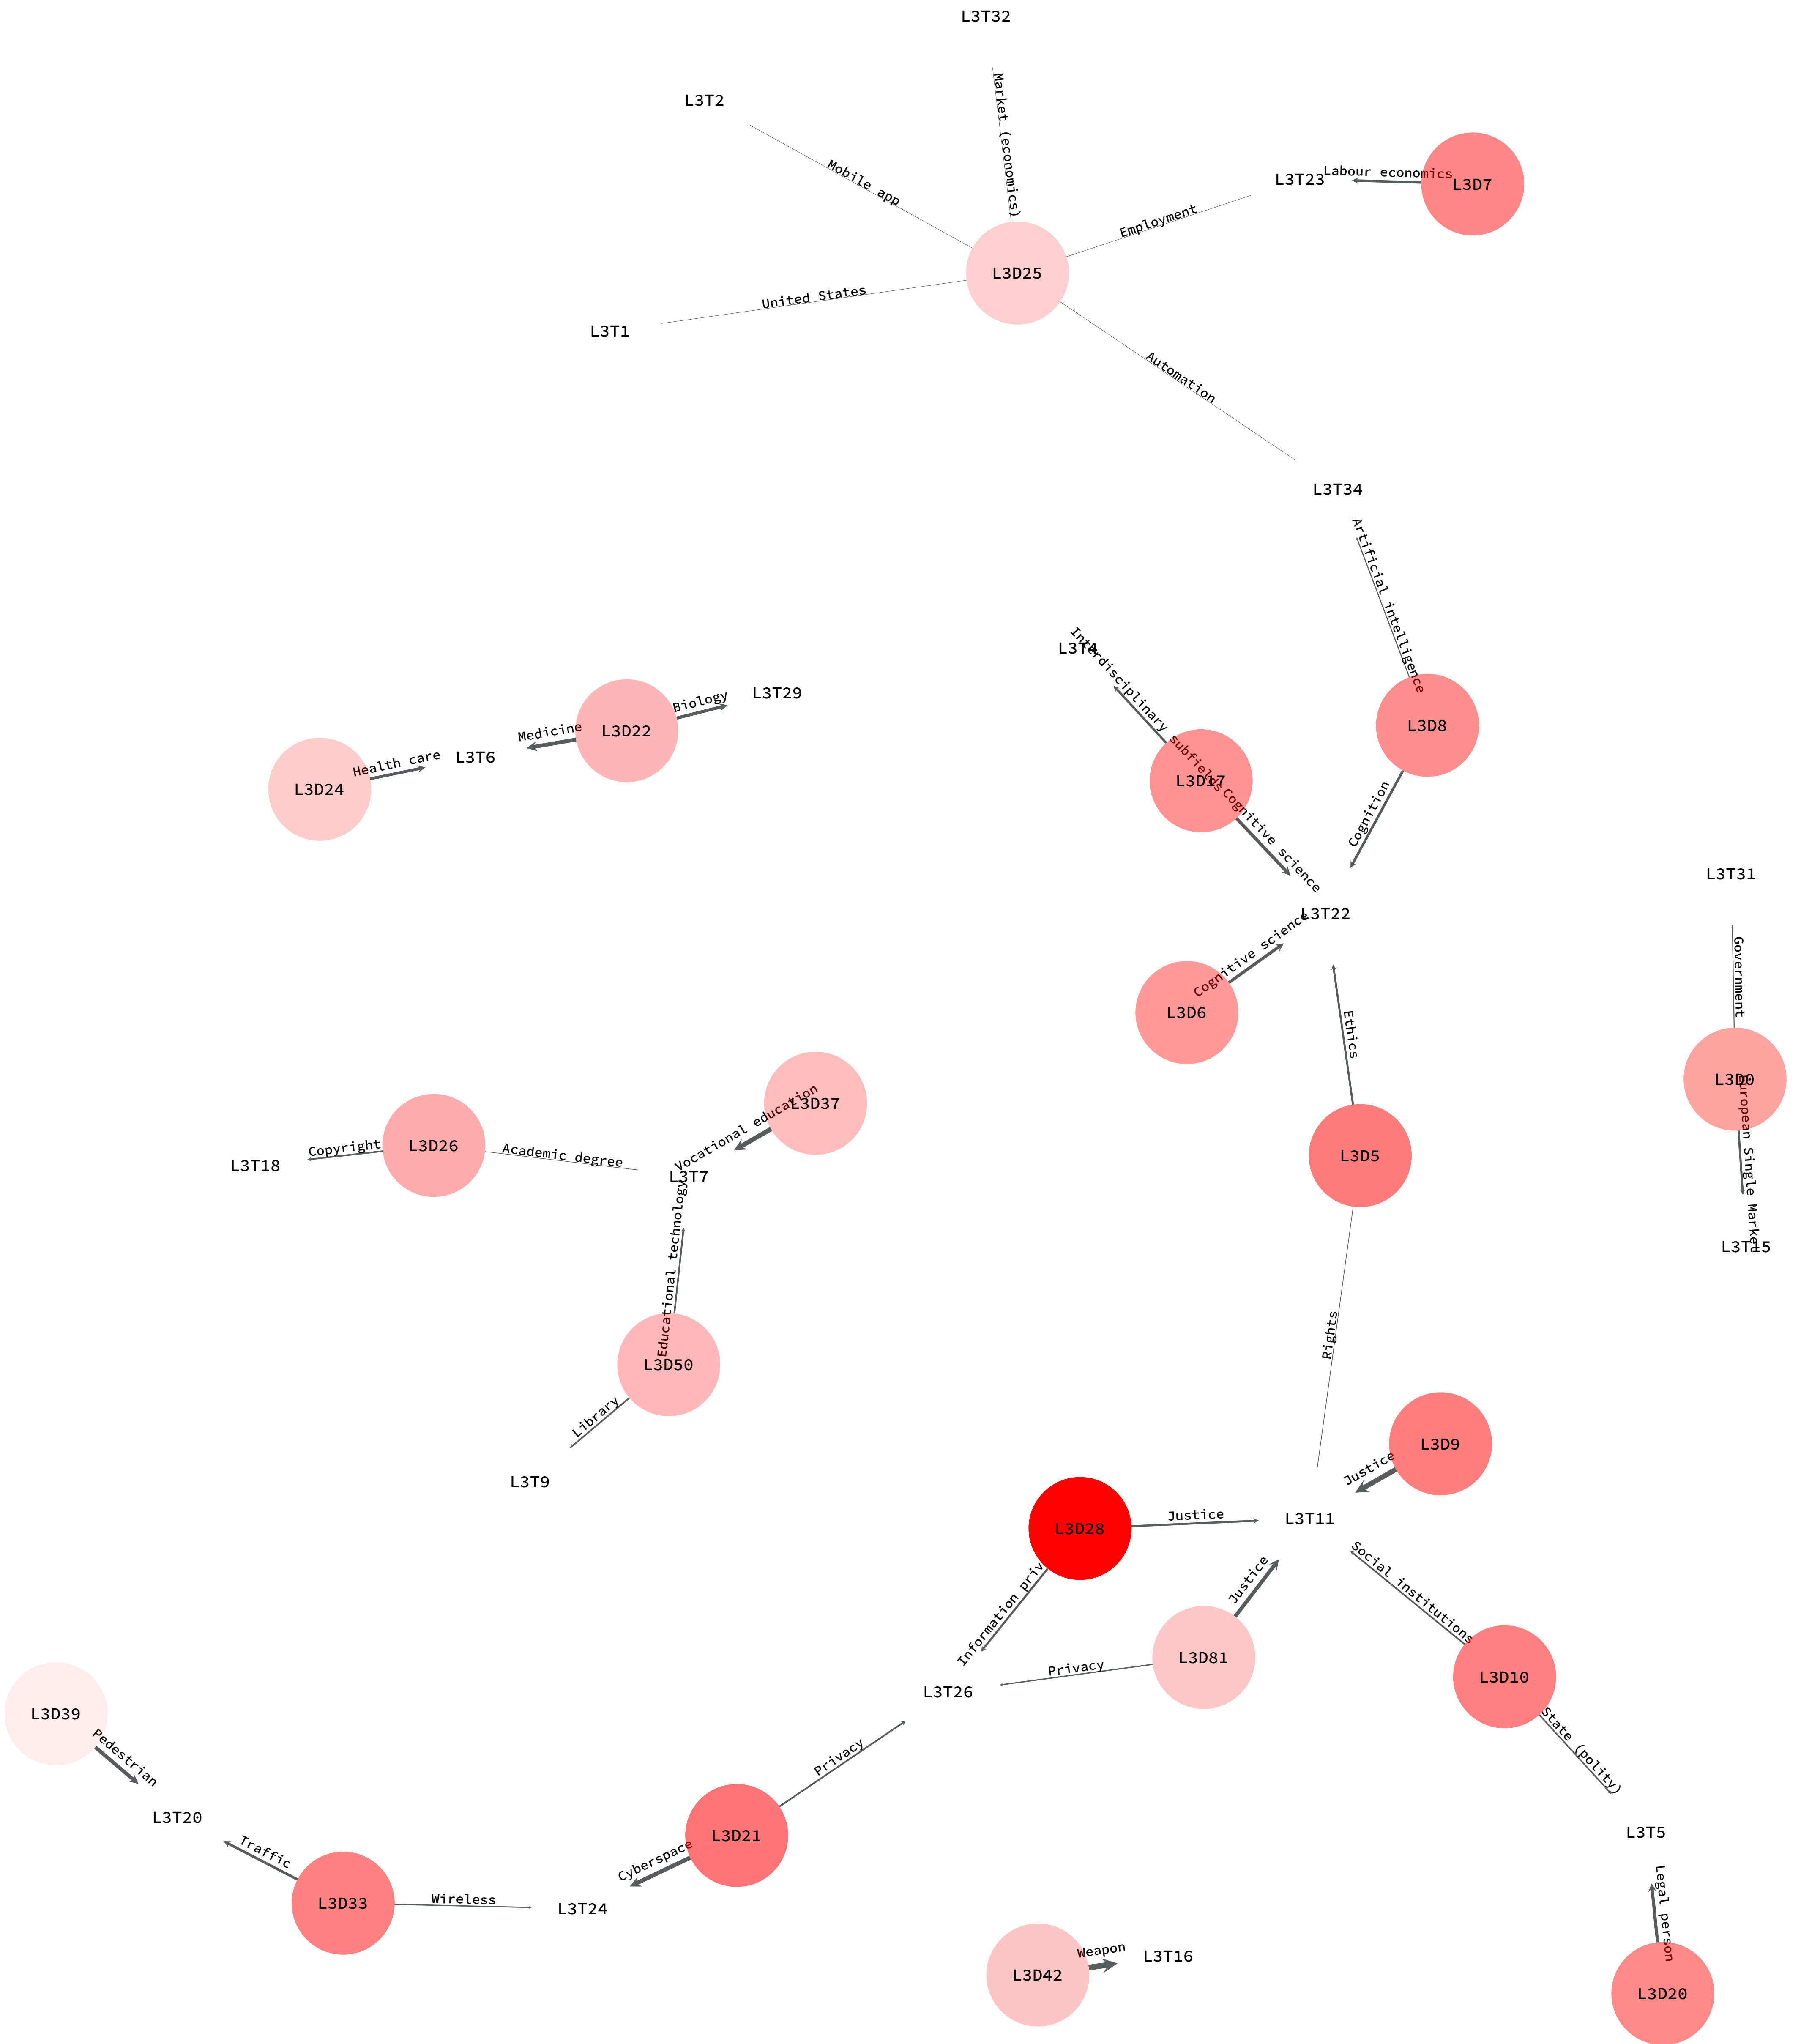 L3T32
L3T2
Market (economics)
Mobile app
L3T23
Labour economics
L3D7
Employment
L3D25
United States
L3T1
Automation
L3T34
Artificial intelligence
L3T4
Interdisciplinary subfields
L3T29
Biology
L3D22
Medicine
L3D8
L3T6
Health care
L3D24
L3D17
Cognitive science
Cognition
L3T31
L3T22
Cognitive science
Government
L3D6
Ethics
L3D0
European Single Market
L3D37
Vocational education
L3D26
Copyright
Academic degree
L3D5
L3T18
L3T7
Educational technology
L3T15
Rights
L3D50
Library
L3D9
Justice
L3T9
L3D28
Justice
L3T11
Social institutions
Justice
Information priv
L3D81
Privacy
L3D10
L3T26
State (polity)
L3D39
Pedestrian
Privacy
L3T20
L3D21
L3T5
Traffic
Cyberspace
L3D33
Wireless
L3T24
Legal person
Weapon
L3T16
L3D42
L3D20